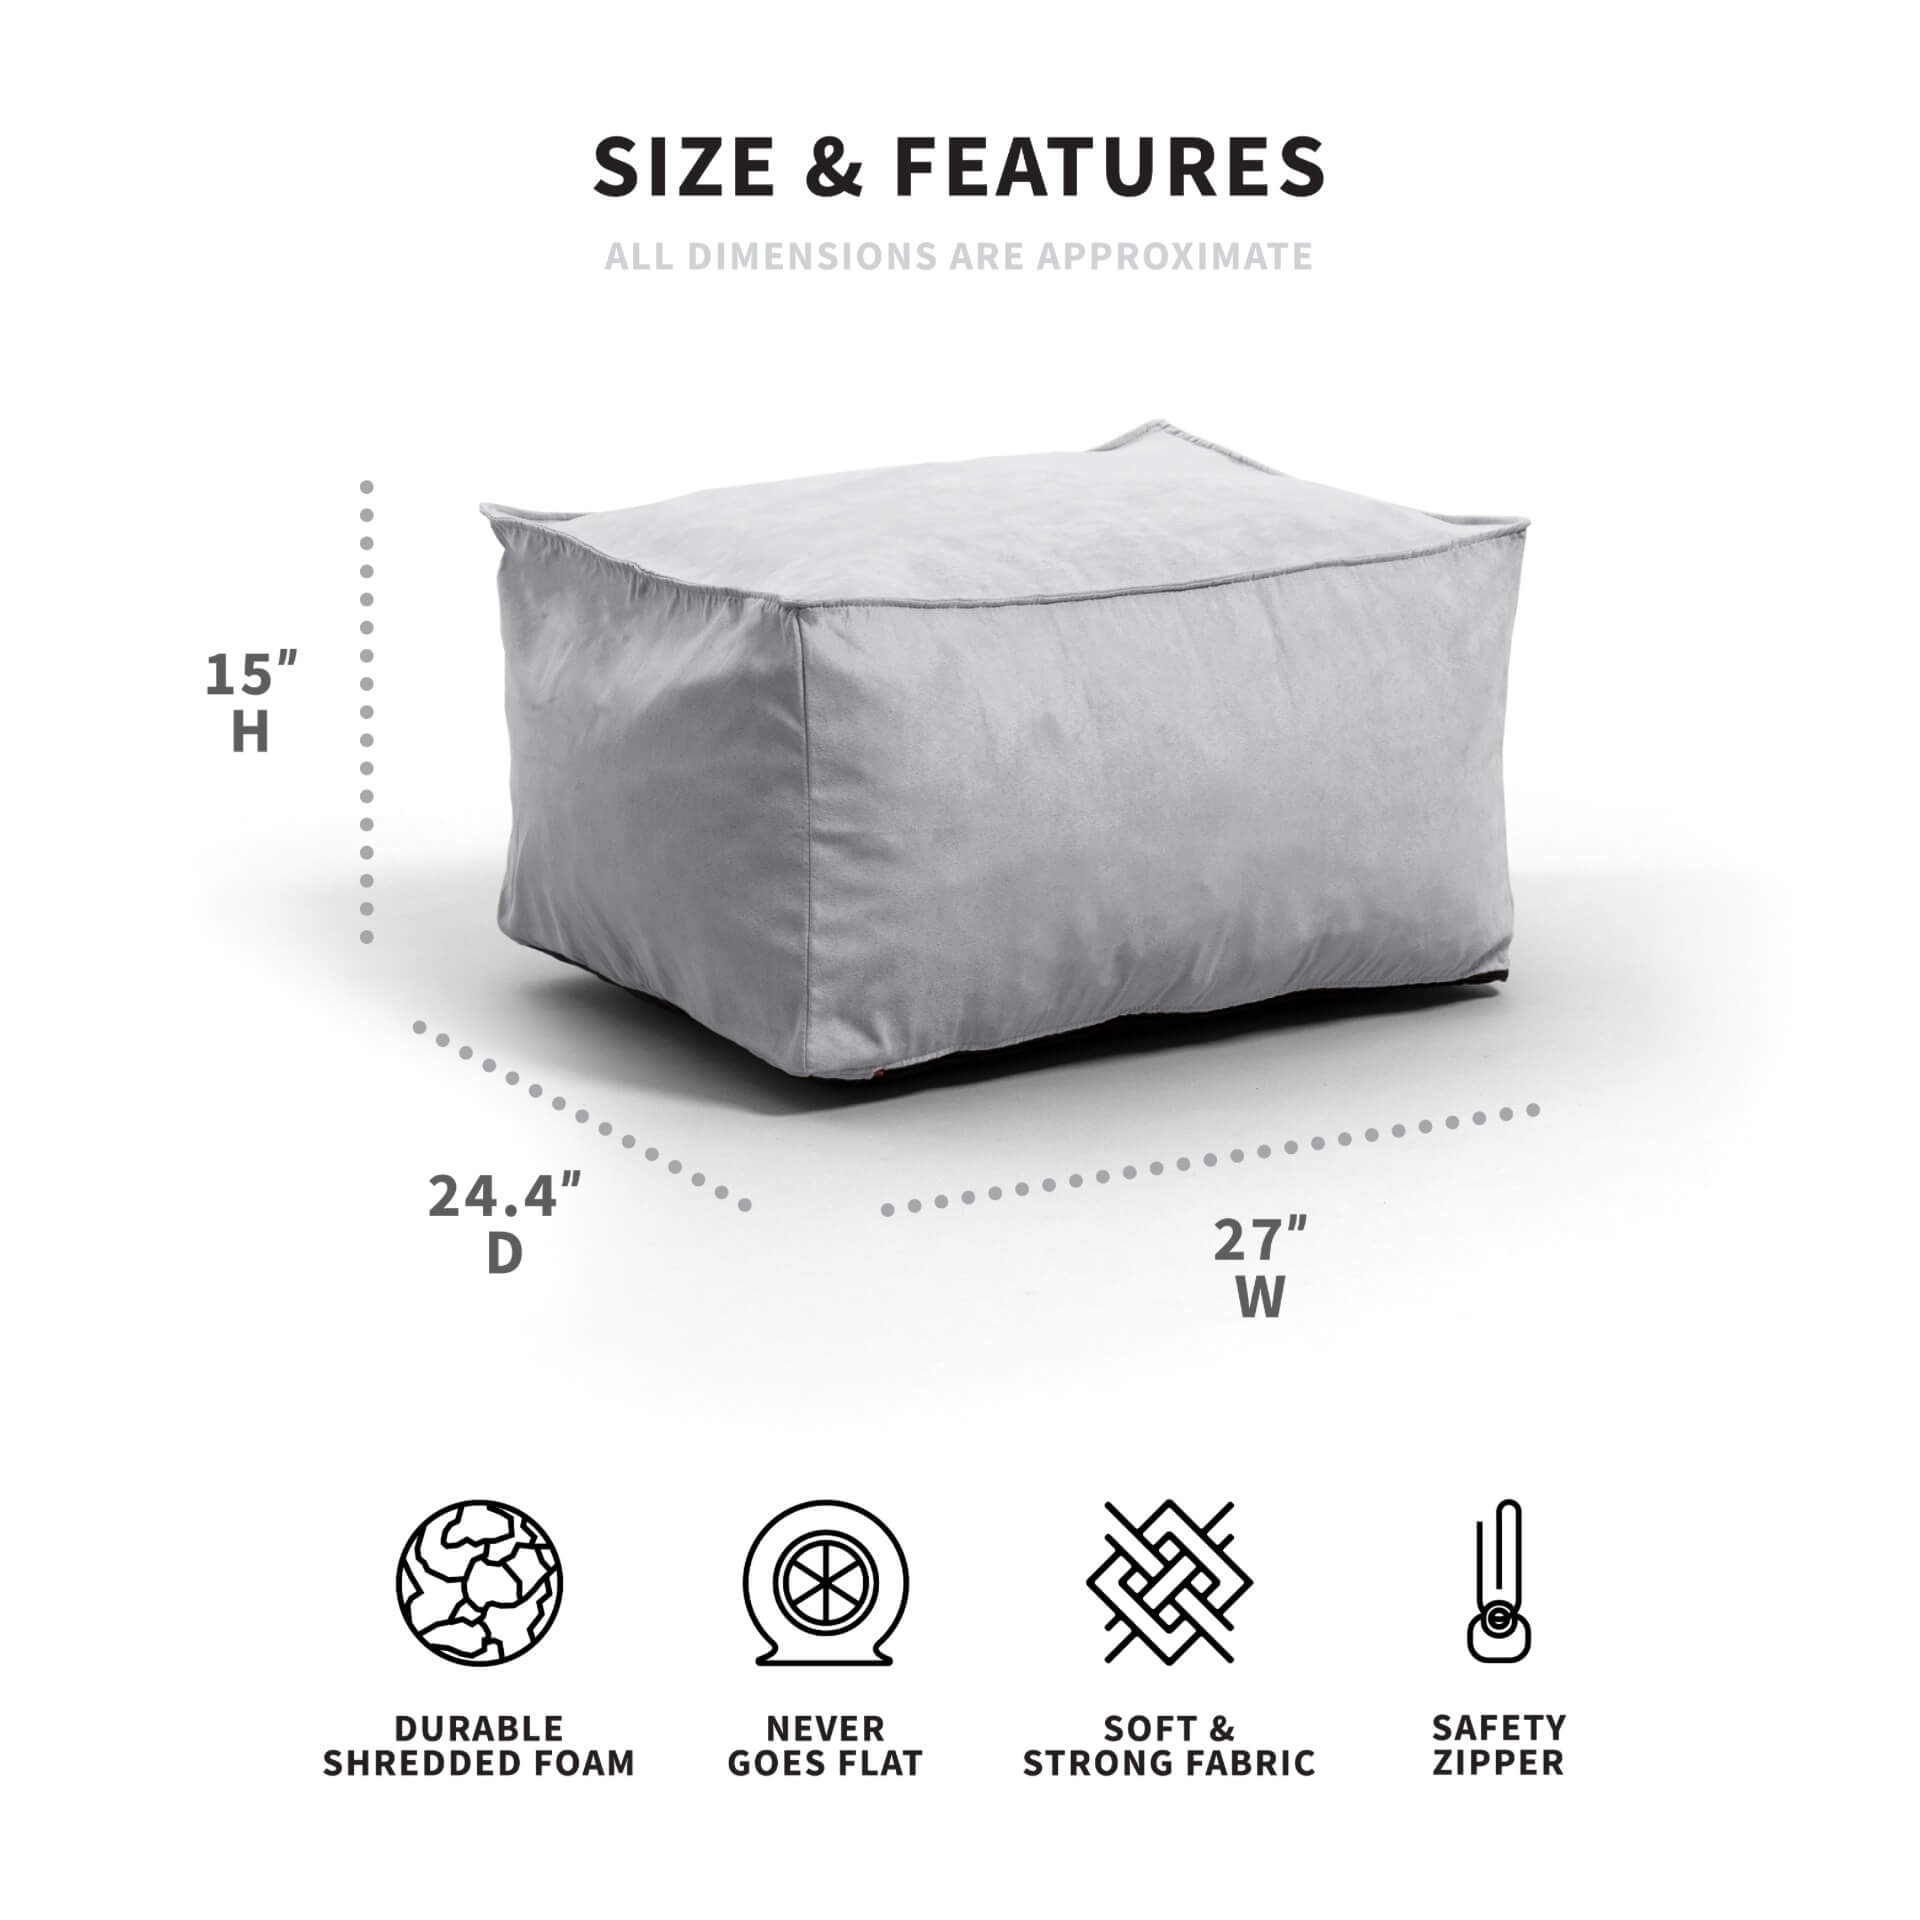 SIZE & FEATURES
ALL DIMENSIONS ARE APPROXIMATE
15"
H
24.4"
D
27"
W
DURABLE
SHREDDED FOAM
NEVER
GOES FLAT
SOFT &
STRONG FABRIC
SAFETY
ZIPPER